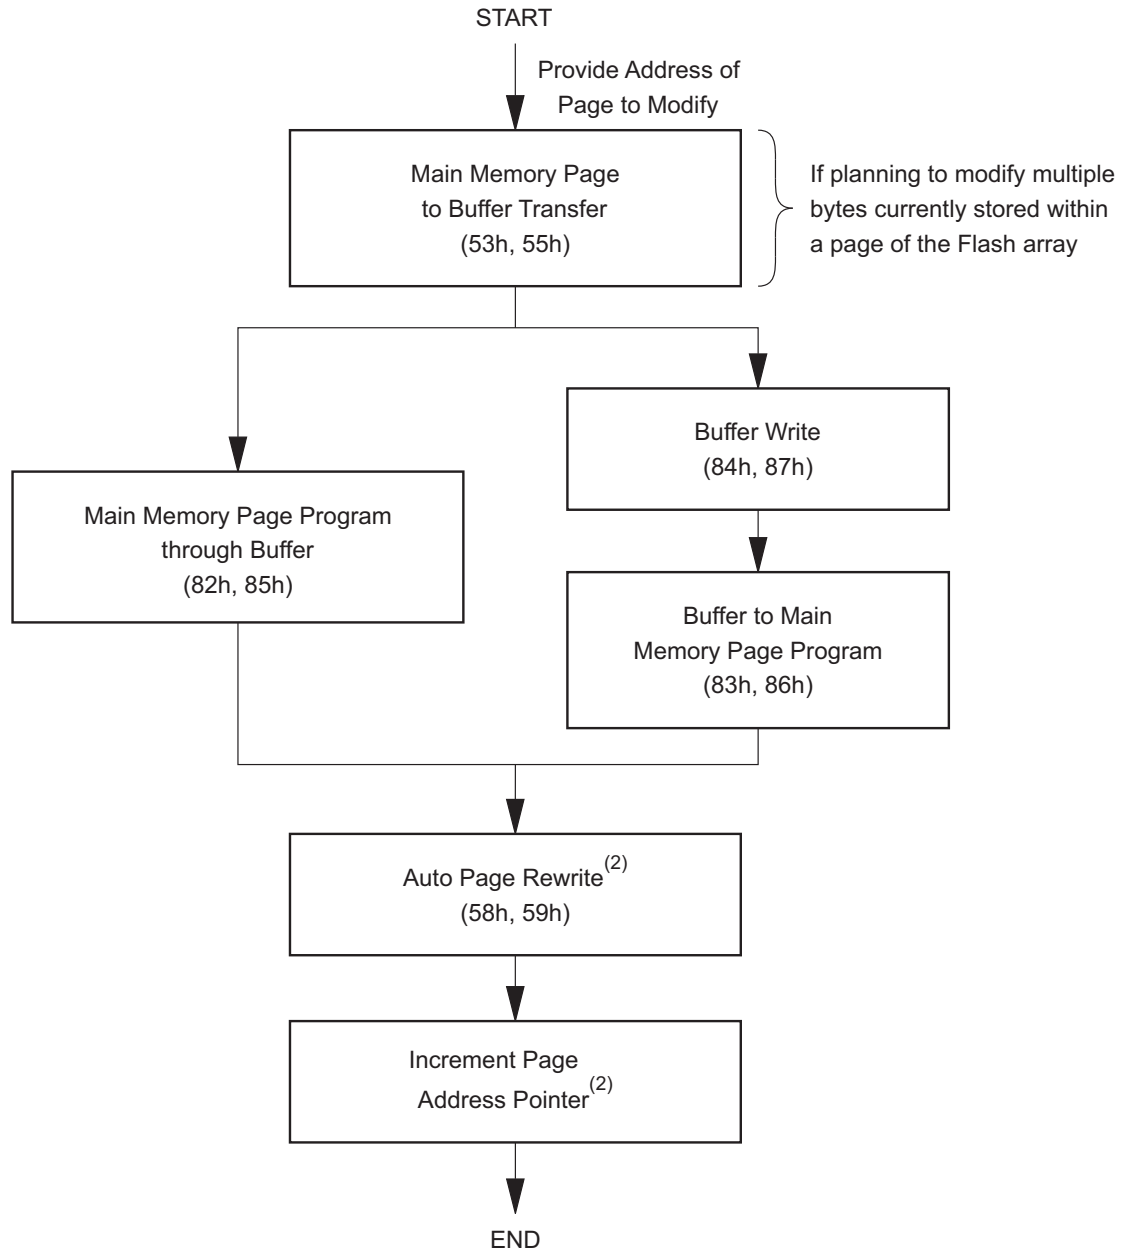 START
Provide Address of
Page to Modify
Main Memory Page
to Buffer Transfer
(53h, 55h)
If planning to modify multiple
bytes currently stored within
a page of the Flash array
Buffer Write
(84h, 87h)
Main Memory Page Program
through Buffer
(82h, 85h)
Buffer to Main
Memory Page Program
(83h, 86h)
Auto Page Rewrite(2)
(58h, 59h)
Increment Page
Address Pointer(2)
END